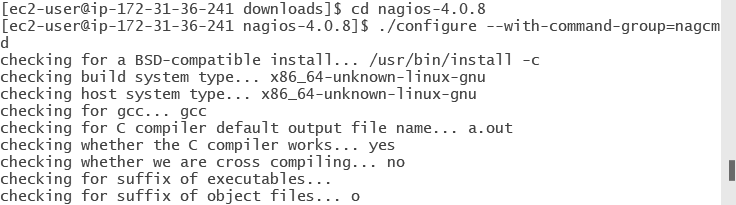 [ec2-user@ip-172-31-36-241 downloads]$ cd nagios-4.0.8
[ec2-user@ip-172-31-36-241 nagios-4.0.8]$ ./configure --with-command-group=nagcm
d
checking for a BSD-compatible install... /usr/bin/install -c
checking build system type... x86_64-unknown-linux-gnu
checking host system type... x86_64-unknown-linux-gnu
checking for gcc... gcc
checking for C compiler default output file name... a.out
checking whether the C compiler works... yes
checking whether we are cross compiling... no
checking for suffix of executables...
checking for suffix of object files... o